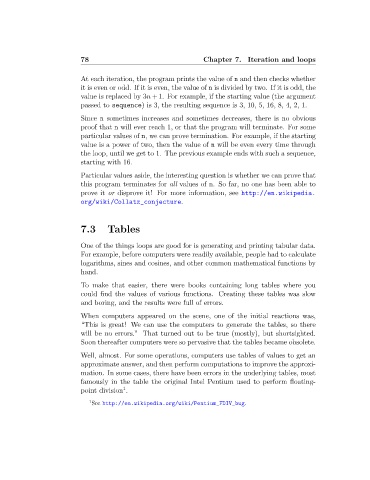 78 Chapter 7. Iteration and loops
At each iteration, the program prints the value of n and then checks whether
it is even or odd. If it is even, the value of n is divided by two. If it is odd, the
value is replaced by 3n + 1. For example, if the starting value (the argument
passed to sequence) is 3, the resulting sequence is 3, 10, 5, 16, 8, 4, 2, 1.
Since n sometimes increases and sometimes decreases, there is no obvious
proof that n will ever reach 1, or that the program will terminate. For some
particular values of n, we can prove termination. For example, if the starting
value is a power of two, then the value of n will be even every time through
the loop, until we get to 1. The previous example ends with such a sequence,
starting with 16.
Particular values aside, the interesting question is whether we can prove that
this program terminates for all values of n. So far, no one has been able to
prove it or disprove it! For more information, see http://en.wikipedia.
org/wiki/Collatz_conjecture.
7.3 Tables
One of the things loops are good for is generating and printing tabular data.
For example, before computers were readily available, people had to calculate
logarithms, sines and cosines, and other common mathematical functions by
hand.
To make that easier, there were books containing long tables where you
could find the values of various functions. Creating these tables was slow
and boring, and the results were full of errors.
When computers appeared on the scene, one of the initial reactions was,
"This is great! We can use the computers to generate the tables, so there
will be no errors." That turned out to be true (mostly), but shortsighted.
Soon thereafter computers were so pervasive that the tables became obsolete.
Well, almost. For some operations, computers use tables of values to get an
approximate answer, and then perform computations to improve the approxi-
mation. In some cases, there have been errors in the underlying tables, most
famously in the table the original Intel Pentium used to perform floating-
point division¹.
¹See http://en.wikipedia.org/wiki/Pentium_FDIV_bug.